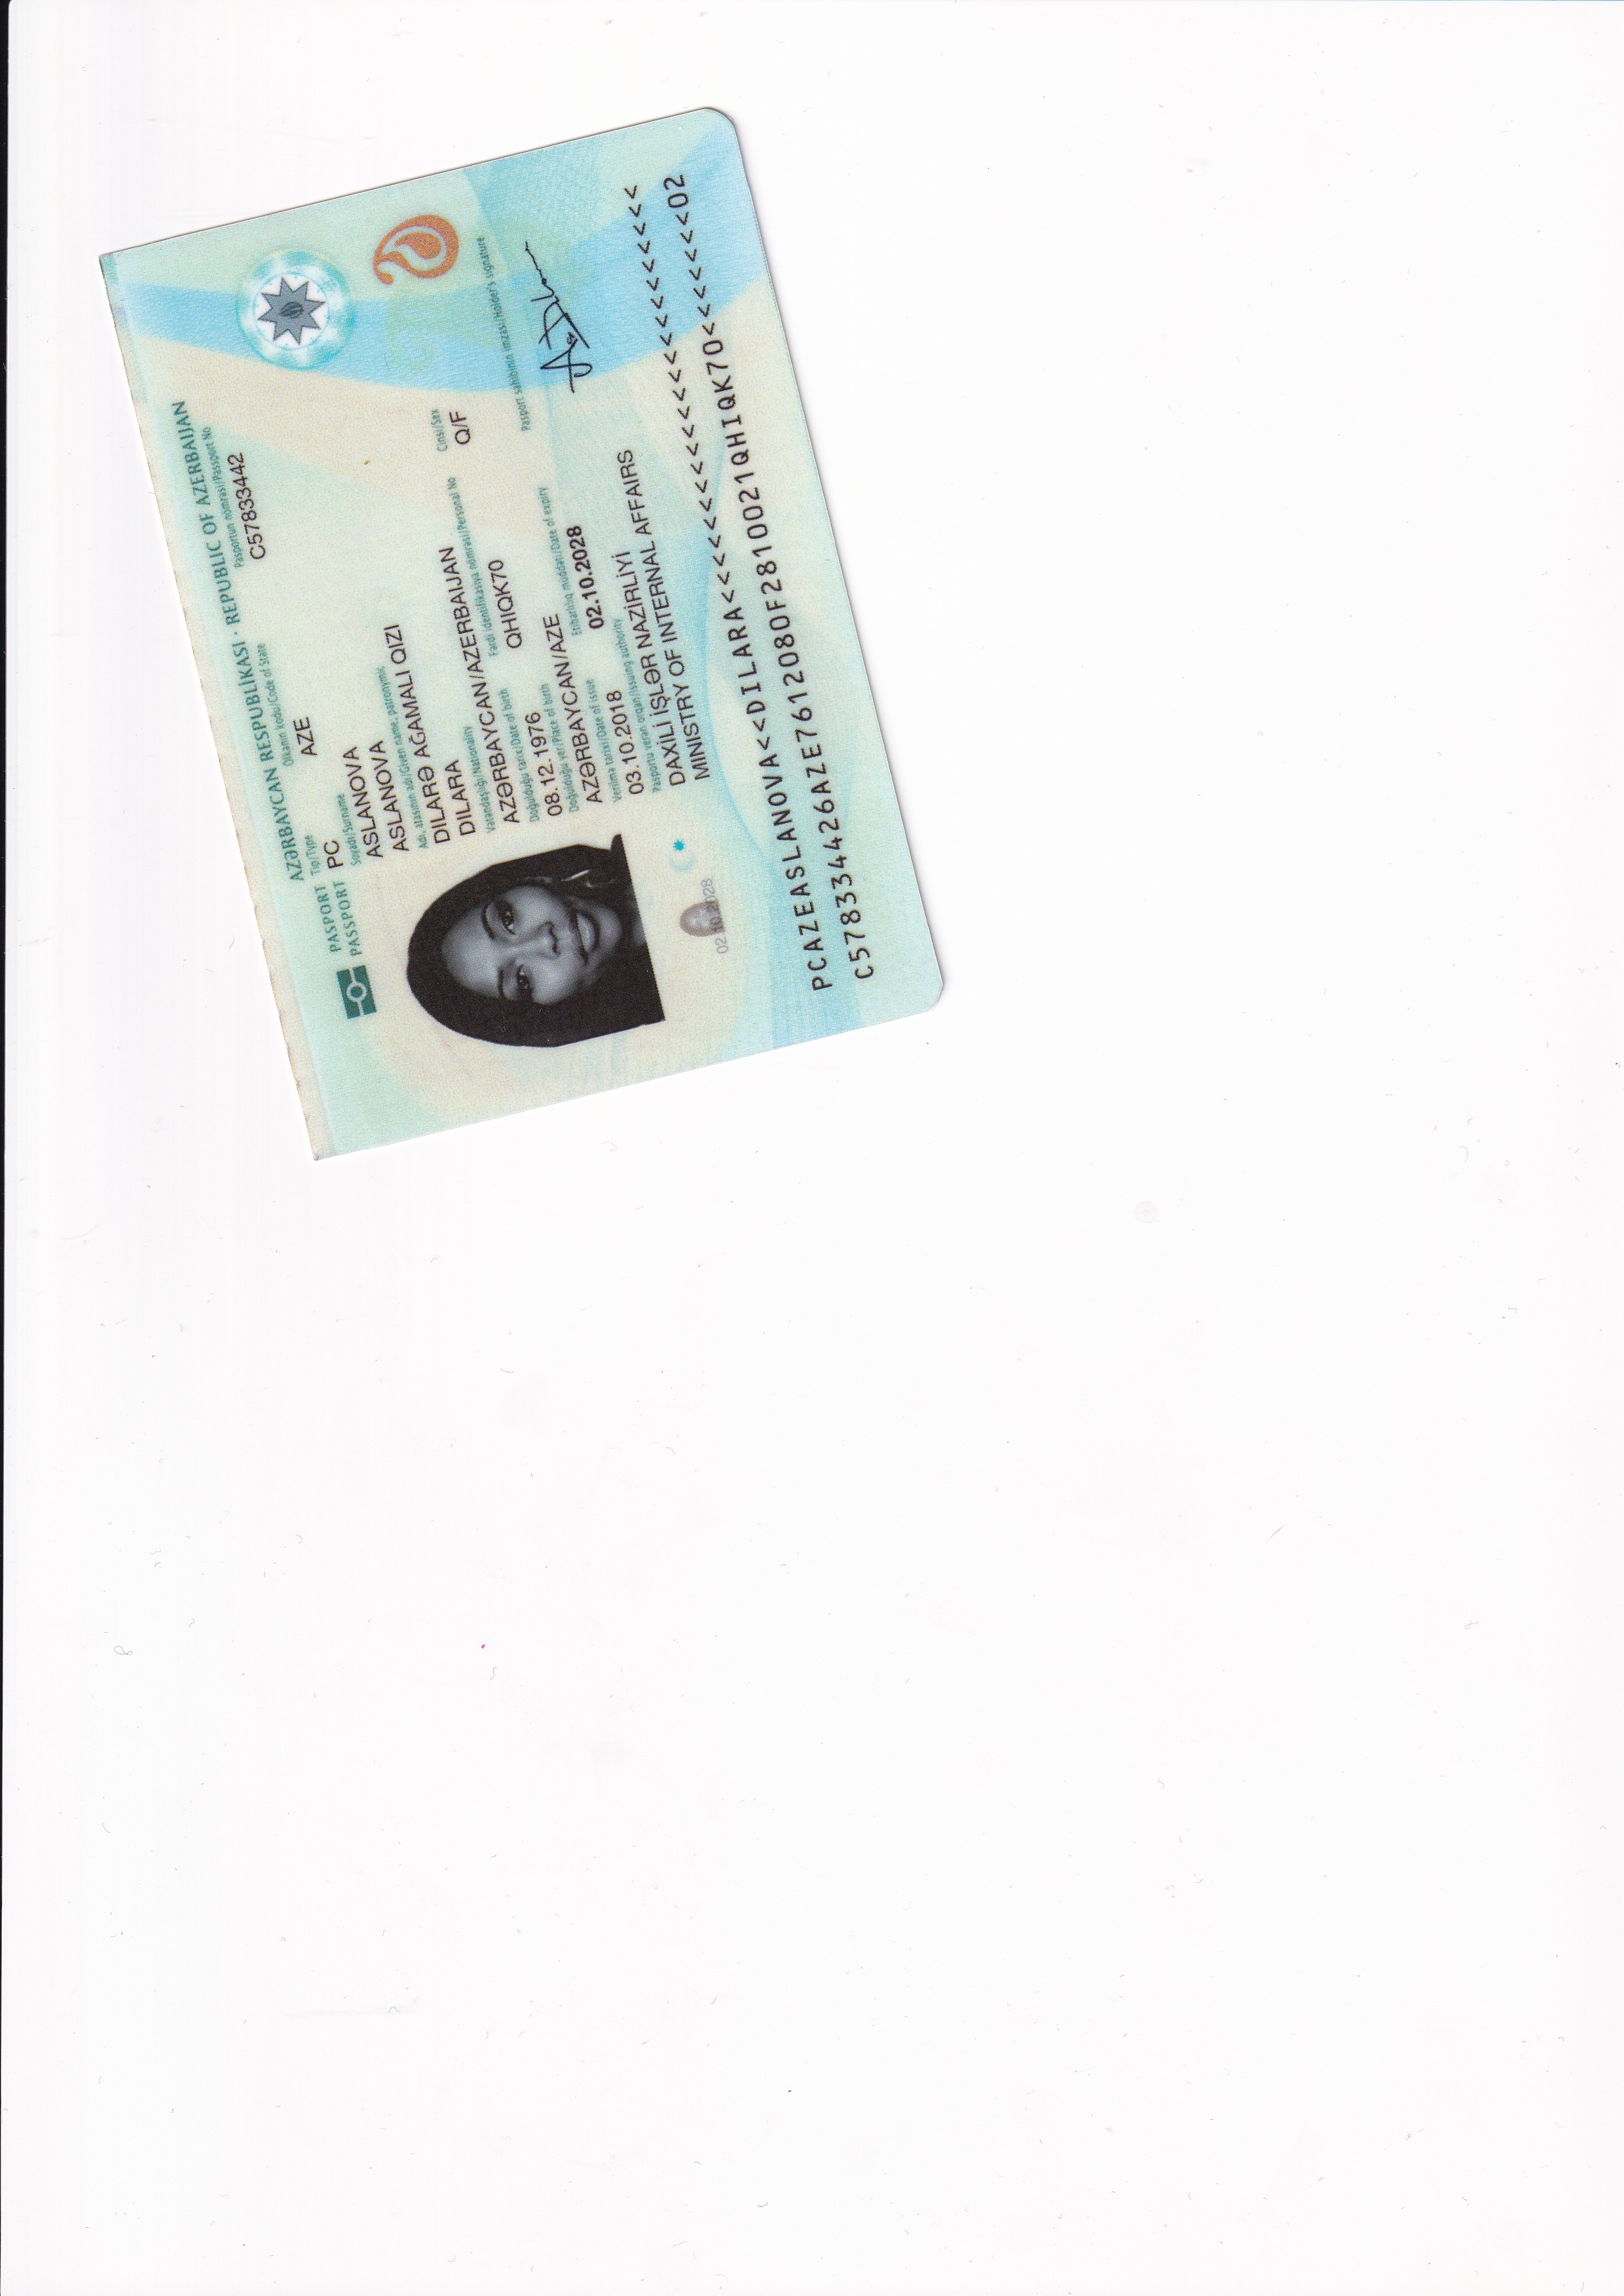 AZƏRBAYCAN RESPUBLİKASI · REPUBLIC OF AZERBAIJAN
PASPORT
PASSPORT
Tip/Type
Ölkənin kodu/Code of State
Pasportun nömrəsi/Passport No
PC
AZE
C57833442
Soyadı/Surname
ASLANOVA
ASLANOVA
Adı, atasının adı/Given name, patronymic
DILARƏ AĞAMALI QIZI
DILARA
Vətəndaşlığı/Nationality
AZƏRBAYCAN/AZERBAIJAN
Doğulduğu tarix/Date of birth
Fərdi identifikasiya nömrəsi/Personal No
Cinsi/Sex
08.12.1976
QHIQK70
Q/F
Doğulduğu yer/Place of birth
AZƏRBAYCAN/AZE
Verilmə tarixi/Date of issue
Etibarlılıq müddəti/Date of expiry
Pasport sahibinin imzası/Holder's signature
03.10.2018
02.10.2028
Pasportu verən orqan/Issuing authority
DAXİLİ İŞLƏR NAZİRLİYİ
MINISTRY OF INTERNAL AFFAIRS
02.10.2028
PCAZEASLANOVA<<DILARA<<<<<<<<<<<<<<<<<<<<<<<
C578334426AZE7612080F2810021QHIQK70<<<<<<<02